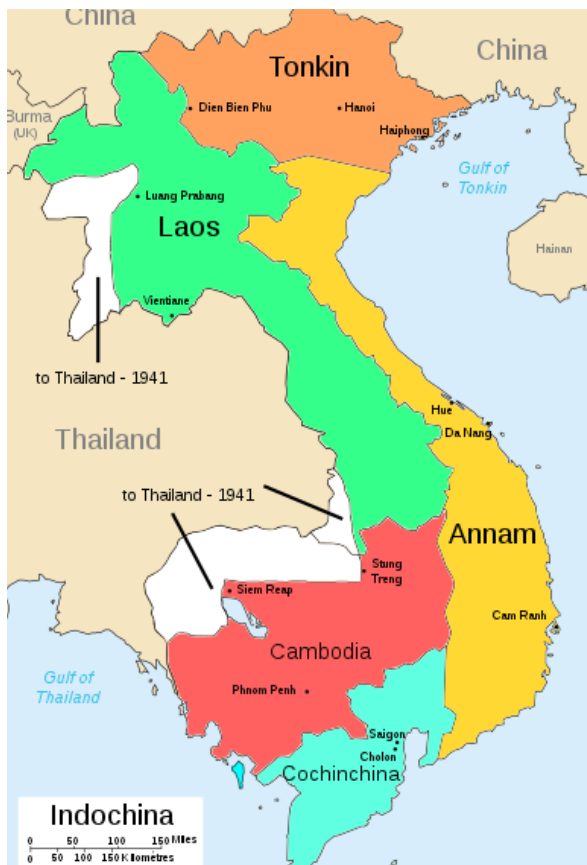 China
Tonkin
China
Dien Bien Phu
Hanoi
Burma
(UK)
Haiphong
Gulf of
Tonkin
Luang Prabang
Laos
Hainan
Vientiane
to Thailand - 1941
Hue
Da Nang
Thailand
to Thailand - 1941
Annam
Stung
Treng
Siem Reap
Cam Ranh
Cambodia
Gulf of
Thailand
Phnom Penh
Saigon
Cholon
Cochinchina
Indochina
0 50 100 150 Miles
0 50 100 150 Kilometres